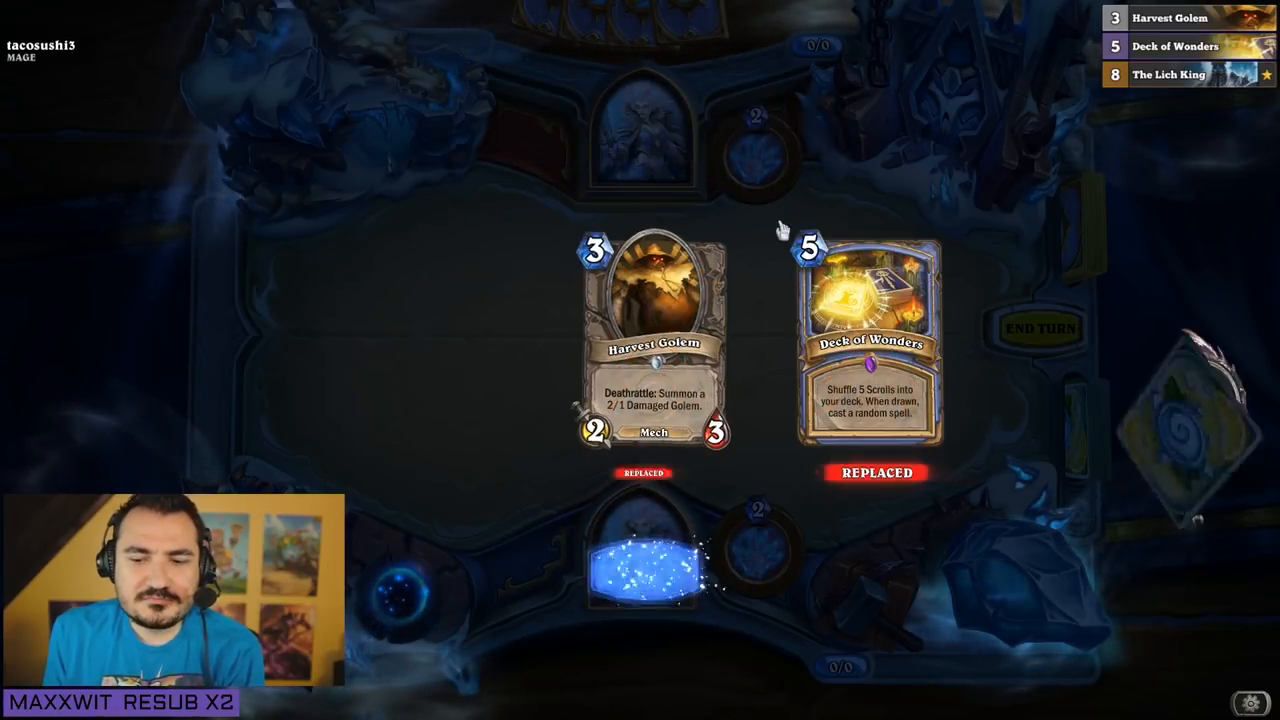 tacosushi3
MAGE
0/0
3 Harvest Golem
5 Deck of Wonders
8 The Lich King
2
3
Harvest Golem
Deathrattle: Summon a
2/1 Damaged Golem.
2 Mech 3
REPLACED
5
Deck of Wonders
Shuffle 5 Scrolls into
your deck. When drawn,
cast a random spell.
REPLACED
END TURN
2
0/0
MAXXWIT RESUB X2